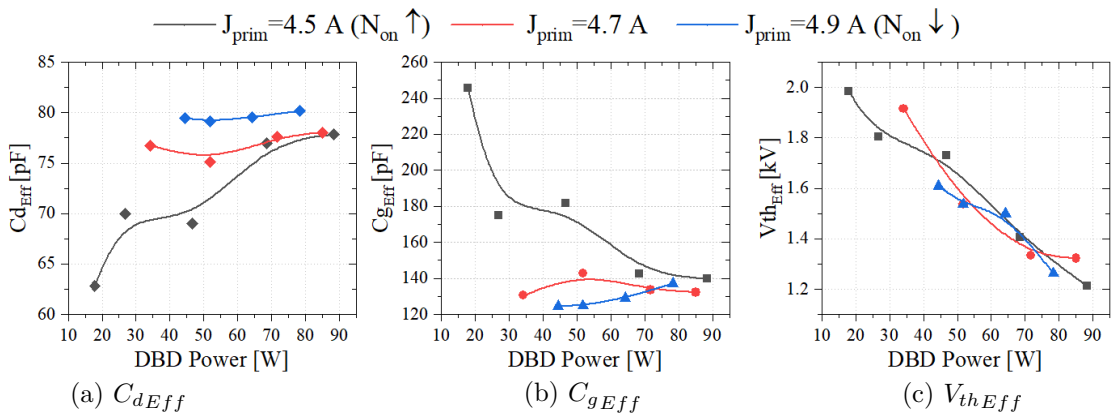 J_prim=4.5 A (N_on ↑) J_prim=4.7 A J_prim=4.9 A (N_on ↓)
Cd_Eff [pF]
85
80
75
70
65
60
10 20 30 40 50 60 70 80 90
DBD Power [W]
(a) C_dEff
Cg_Eff [pF]
260
240
220
200
180
160
140
120
10 20 30 40 50 60 70 80 90
DBD Power [W]
(b) C_gEff
Vth_Eff [kV]
2.0
1.8
1.6
1.4
1.2
10 20 30 40 50 60 70 80 90
DBD Power [W]
(c) V_thEff